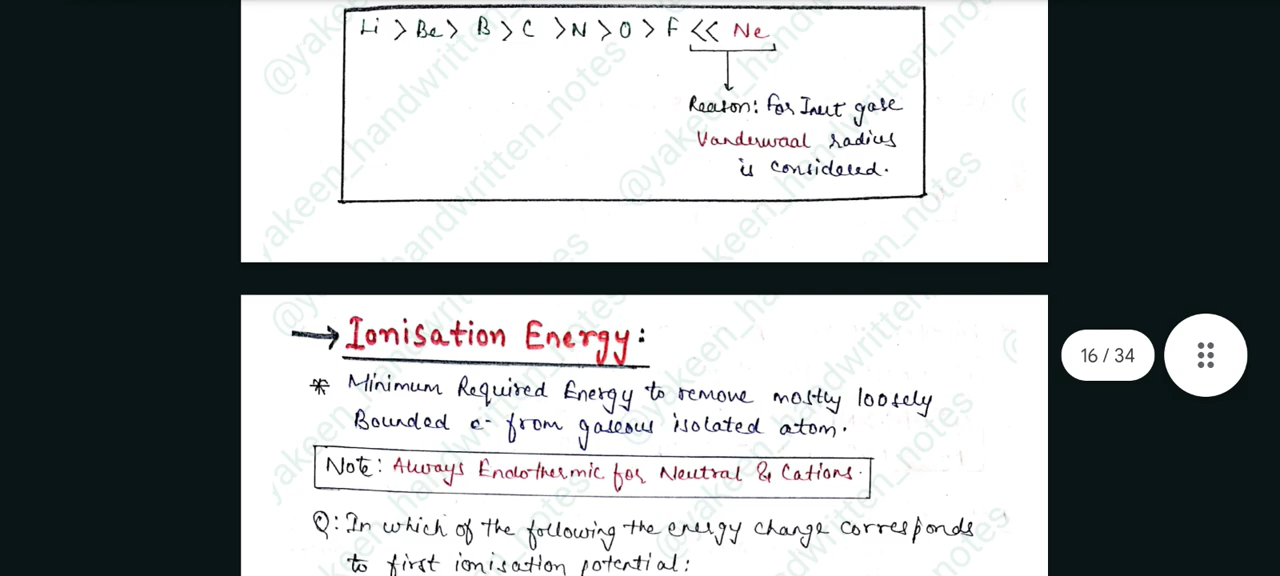 Li > Be > B > C > N > O > F << Ne
Reason: for Inut gase
Vanderwaal radius
is considered.
→ Ionisation Energy:
* Minimum Required Energy to remove mostly loosely
Bounded e- from gaseous isolated atom.
Note: Always Endothermic for Neutral & Cations.
Q: In which of the following the energy change corresponds
to first ionisation potential:
16 / 34
@yakeen_handwritten_notes